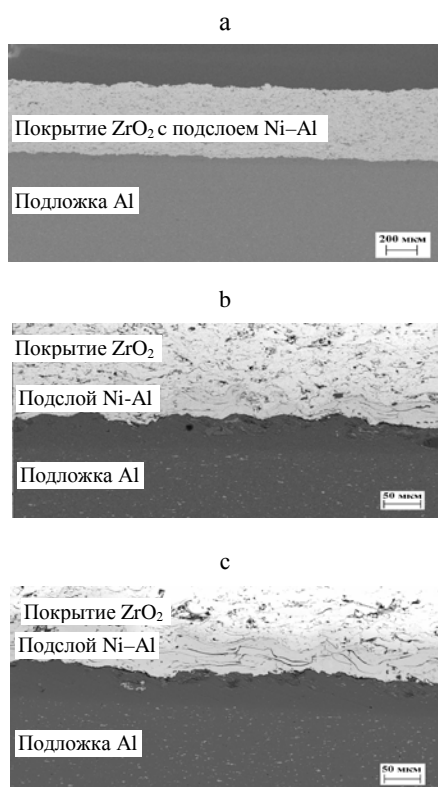 a
Покрытие ZrO₂ с подслоем Ni–Al
Подложка Al
200 мкм
b
Покрытие ZrO₂
Подслой Ni-Al
Подложка Al
50 мкм
c
Покрытие ZrO₂
Подслой Ni–Al
Подложка Al
50 мкм